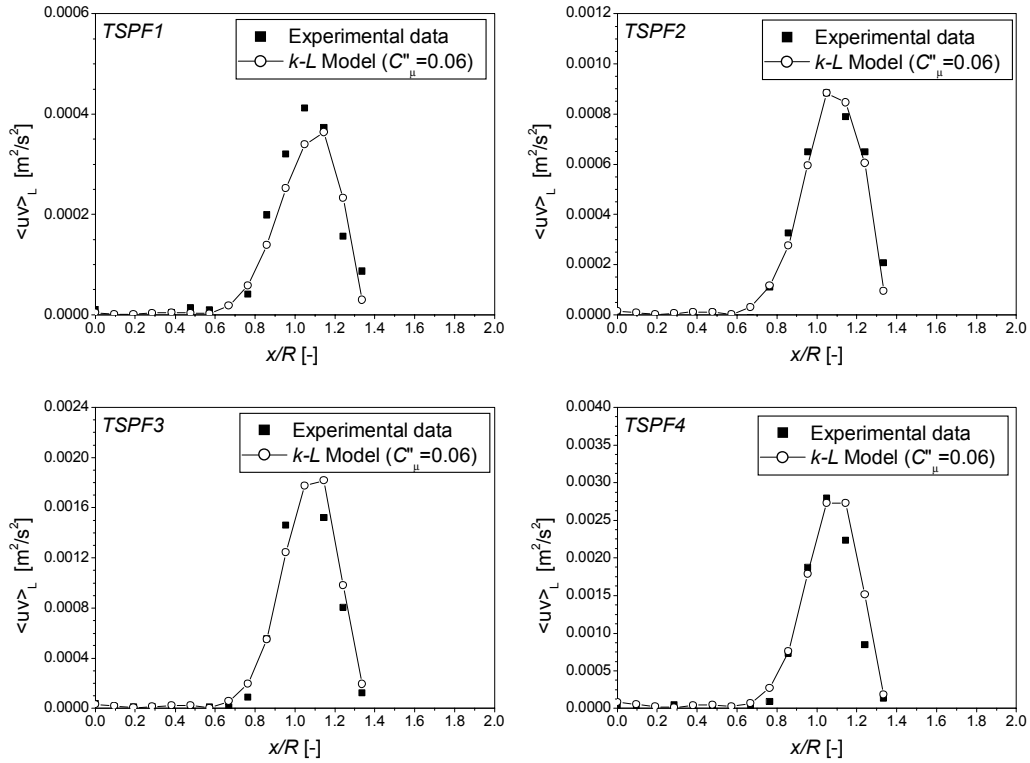 TSPF1
Experimental data
k-L Model (C"μ=0.06)
<uv>L [m²/s²]
0.0006
0.0004
0.0002
0.0000
0.0 0.2 0.4 0.6 0.8 1.0 1.2 1.4 1.6 1.8 2.0
x/R [-]
TSPF2
Experimental data
k-L Model (C"μ=0.06)
<uv>L [m²/s²]
0.0012
0.0010
0.0008
0.0006
0.0004
0.0002
0.0000
0.0 0.2 0.4 0.6 0.8 1.0 1.2 1.4 1.6 1.8 2.0
x/R [-]
TSPF3
Experimental data
k-L Model (C"μ=0.06)
<uv>L [m²/s²]
0.0024
0.0020
0.0016
0.0012
0.0008
0.0004
0.0000
0.0 0.2 0.4 0.6 0.8 1.0 1.2 1.4 1.6 1.8 2.0
x/R [-]
TSPF4
Experimental data
k-L Model (C"μ=0.06)
<uv>L [m²/s²]
0.0040
0.0035
0.0030
0.0025
0.0020
0.0015
0.0010
0.0005
0.0000
0.0 0.2 0.4 0.6 0.8 1.0 1.2 1.4 1.6 1.8 2.0
x/R [-]